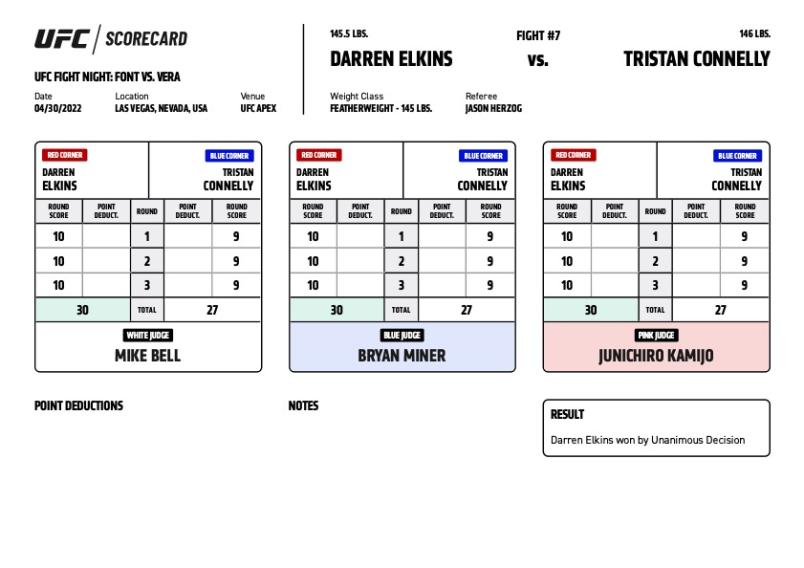 UFC / SCORECARD
UFC FIGHT NIGHT: FONT VS. VERA
Date Location Venue
04/30/2022 LAS VEGAS, NEVADA, USA UFC APEX
145.5 LBS. FIGHT #7 146 LBS.
DARREN ELKINS vs. TRISTAN CONNELLY
Weight Class Referee
FEATHERWEIGHT - 145 LBS. JASON HERZOG
RED CORNER BLUE CORNER
DARREN TRISTAN
ELKINS CONNELLY
ROUND POINT ROUND POINT ROUND
SCORE DEDUCT. DEDUCT. SCORE
10 1 9
10 2 9
10 3 9
30 TOTAL 27
WHITE JUDGE
MIKE BELL
RED CORNER BLUE CORNER
DARREN TRISTAN
ELKINS CONNELLY
ROUND POINT ROUND POINT ROUND
SCORE DEDUCT. DEDUCT. SCORE
10 1 9
10 2 9
10 3 9
30 TOTAL 27
BLUE JUDGE
BRYAN MINER
RED CORNER BLUE CORNER
DARREN TRISTAN
ELKINS CONNELLY
ROUND POINT ROUND POINT ROUND
SCORE DEDUCT. DEDUCT. SCORE
10 1 9
10 2 9
10 3 9
30 TOTAL 27
PINK JUDGE
JUNICHIRO KAMIJO
POINT DEDUCTIONS
NOTES
RESULT
Darren Elkins won by Unanimous Decision